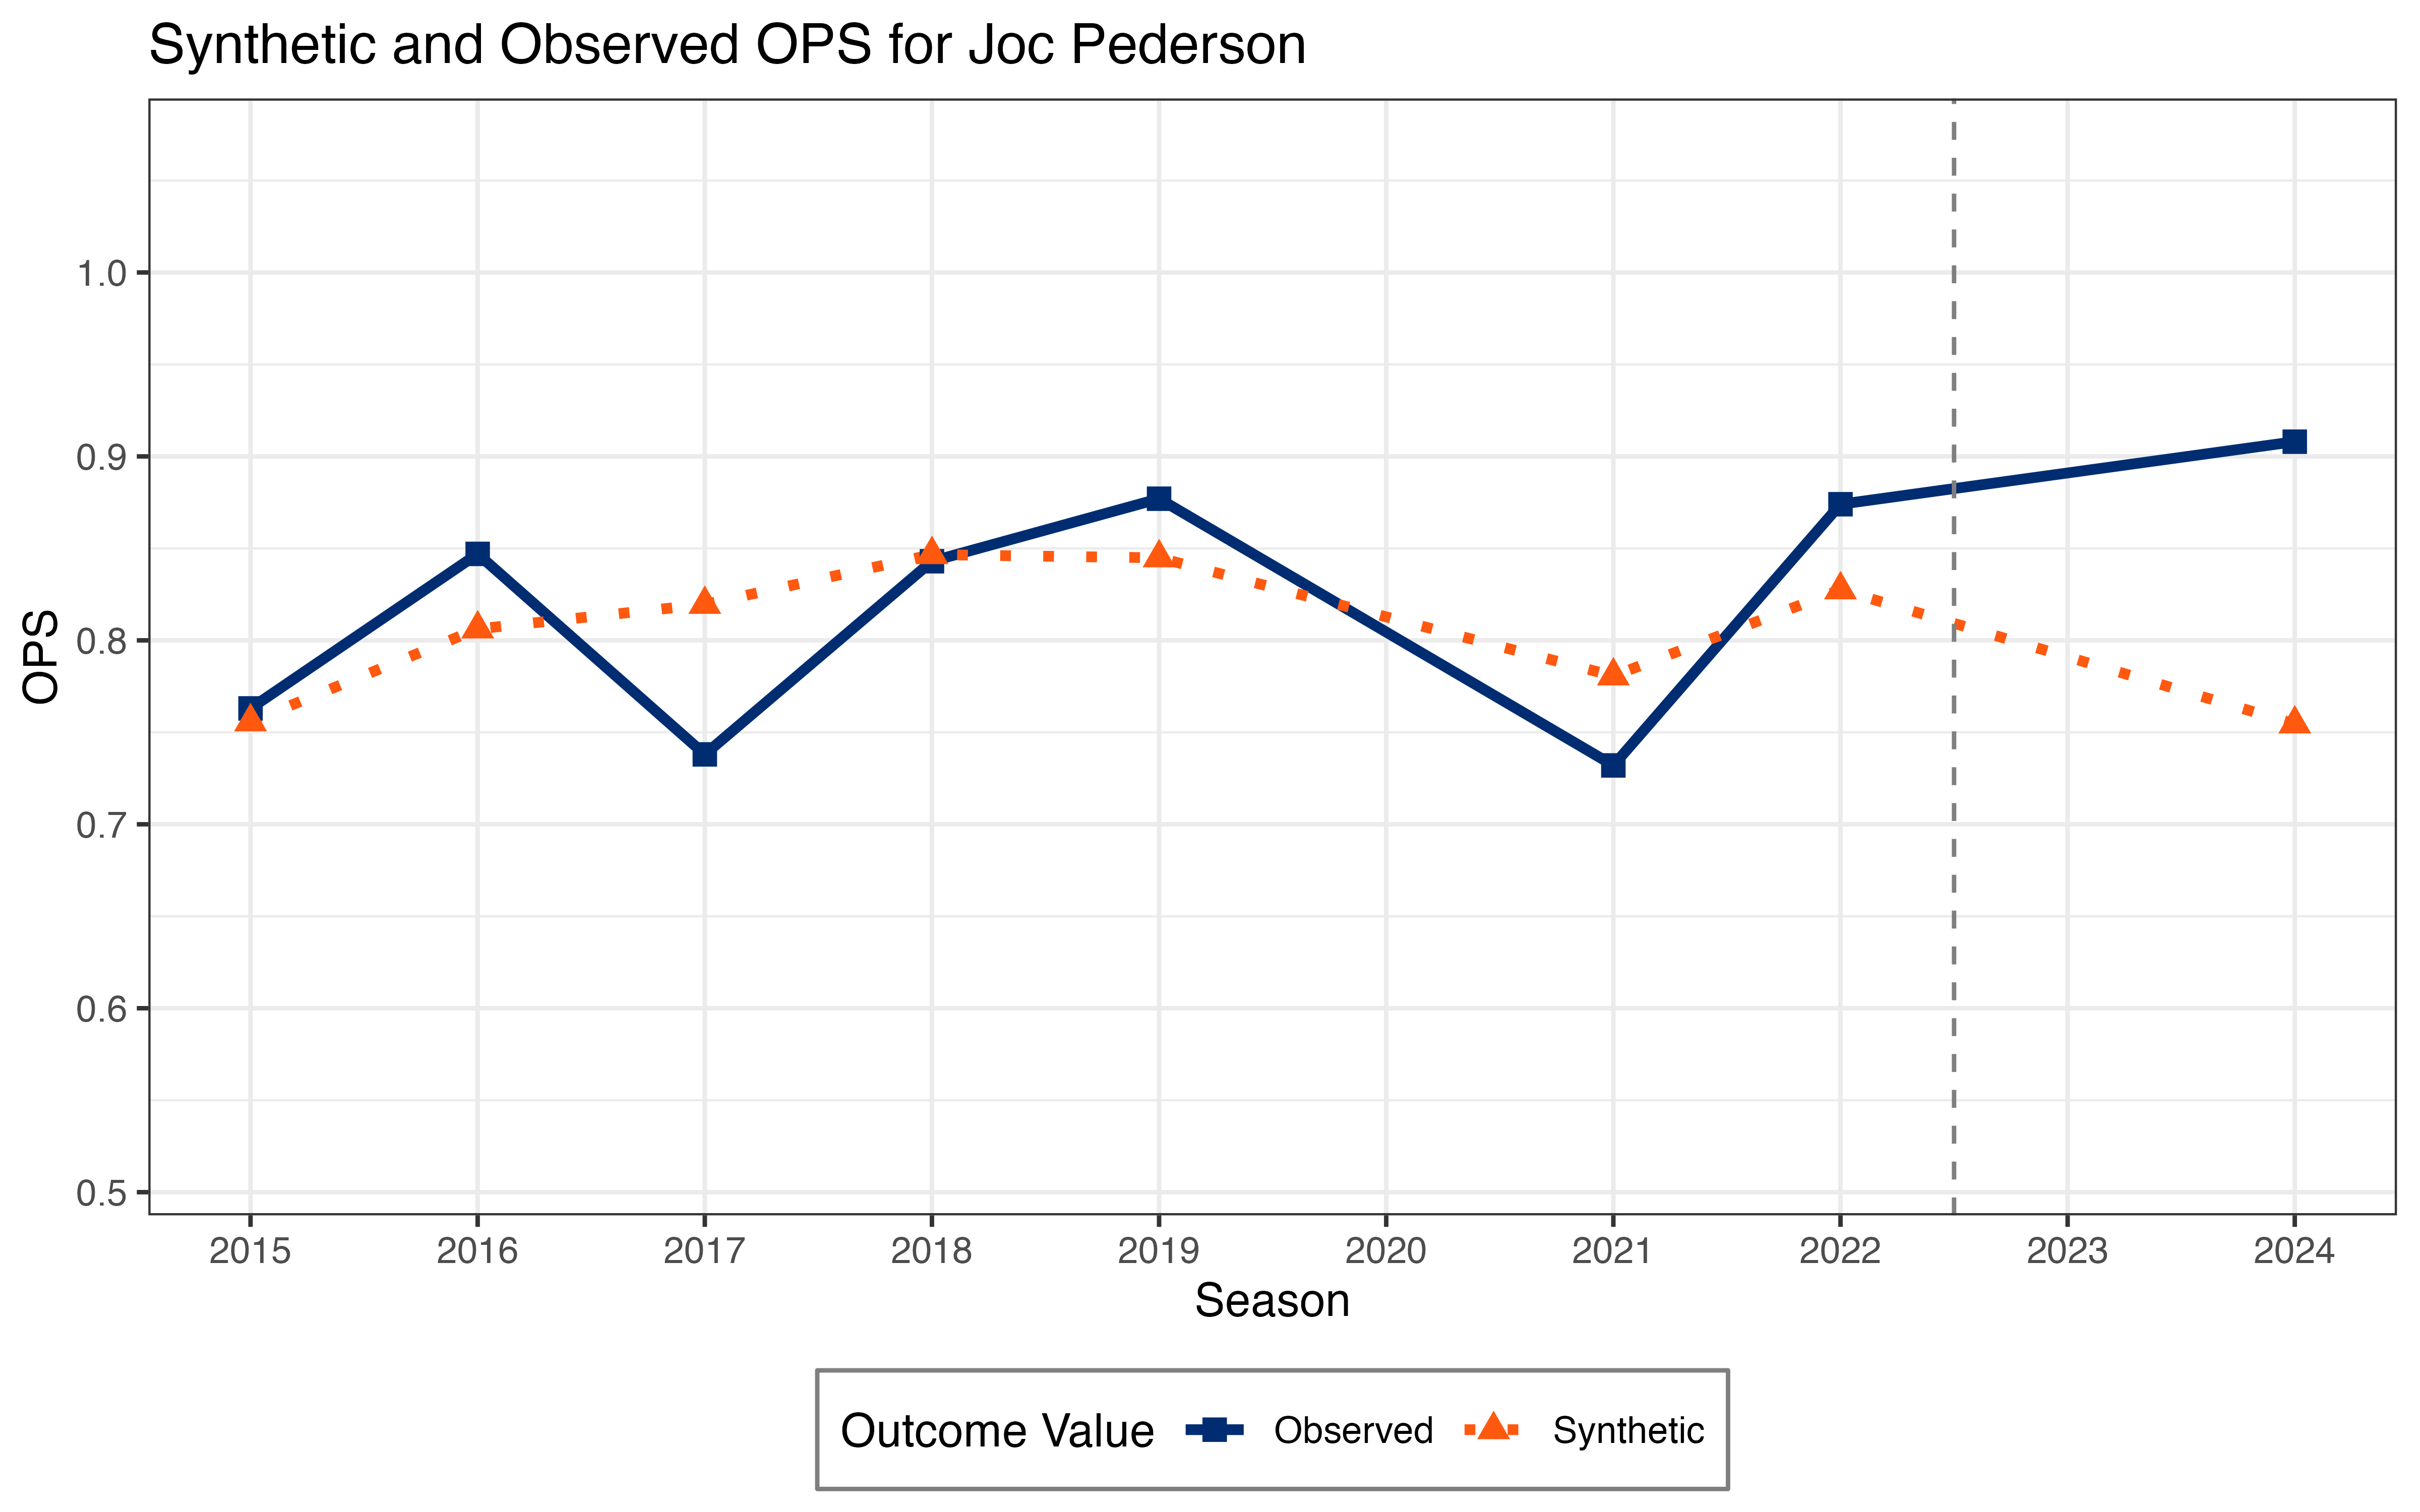 Synthetic and Observed OPS for Joc Pederson
OPS
1.0
0.9
0.8
0.7
0.6
0.5
2015 2016 2017 2018 2019 2020 2021 2022 2023 2024
Season
Outcome Value Observed Synthetic